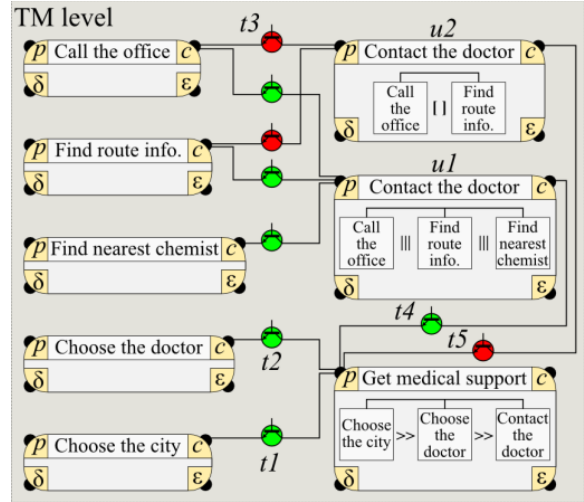 TM level
t3
u2
p Call the office c
δ ε
p Contact the doctor c
Call
the
office
[ ]
Find
route
info.
δ ε
p Find route info. c
δ ε
u1
p Contact the doctor c
Call
the
office
|||
Find
route
info.
|||
Find
nearest
chemist
δ ε
p Find nearest chemist c
δ ε
t4
t5
p Choose the doctor c
δ ε
t2
p Get medical support c
Choose
the city
>>
Choose
the
doctor
>>
Contact
the
doctor
δ ε
p Choose the city c
δ ε
t1